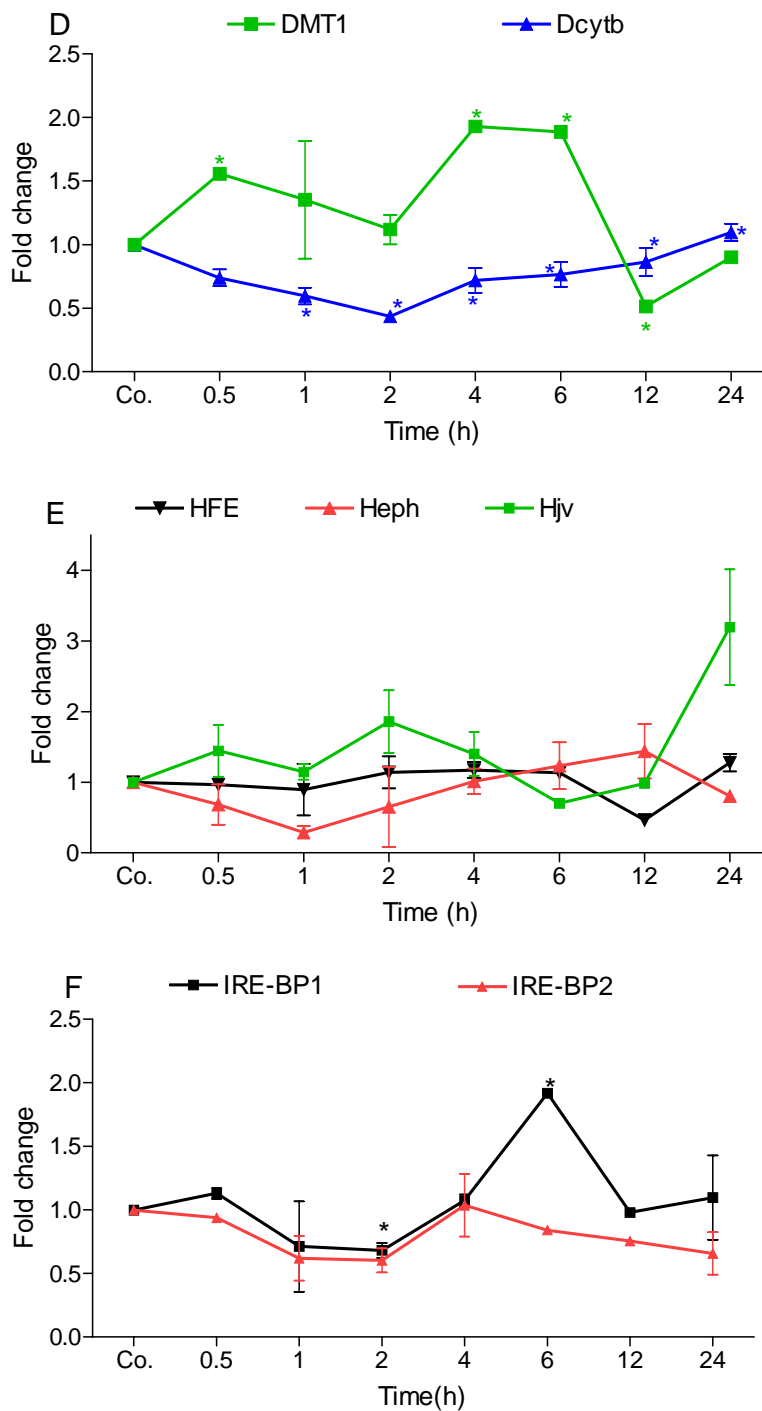 D
DMT1 Dcytb
2.5
2.0
1.5
1.0
0.5
0.0
Fold change
* * * * * * * * * *
Co. 0.5 1 2 4 6 12 24
Time (h)
E
HFE Heph Hjv
4
3
2
1
0
Fold change
Co. 0.5 1 2 4 6 12 24
Time (h)
F
IRE-BP1 IRE-BP2
2.5
2.0
1.5
1.0
0.5
0.0
Fold change
* *
Co. 0.5 1 2 4 6 12 24
Time(h)